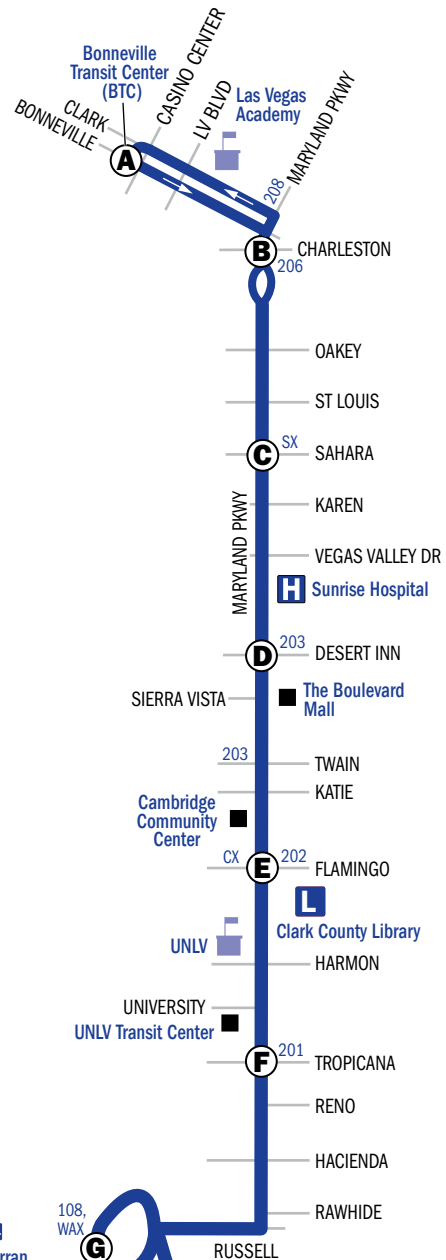 Bonneville
Transit Center
(BTC)
CASINO CENTER
CLARK
BONNEVILLE
LV BLVD
Las Vegas
Academy
MARYLAND PKWY
208
A
B
CHARLESTON
206
OAKEY
ST LOUIS
SX
C
SAHARA
KAREN
MARYLAND PKWY
VEGAS VALLEY DR
H
Sunrise Hospital
D
203
DESERT INN
SIERRA VISTA
The Boulevard
Mall
203
TWAIN
KATIE
Cambridge
Community
Center
CX
E
202
FLAMINGO
L
Clark County Library
UNLV
HARMON
UNIVERSITY
UNLV Transit Center
F
201
TROPICANA
RENO
HACIENDA
108,
WAX
RAWHIDE
G
RUSSELL